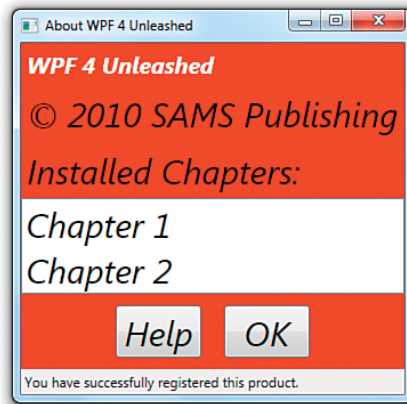 About WPF 4 Unleashed
WPF 4 Unleashed
© 2010 SAMS Publishing
Installed Chapters:
Chapter 1
Chapter 2
Help OK
You have successfully registered this product.